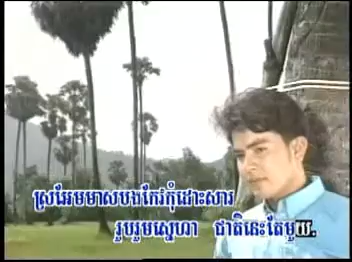 ស្រអែមមាសបងកែវកុំដោះសារ
រួបរួមស្នេហា ជាតិនេះតែមួយ.